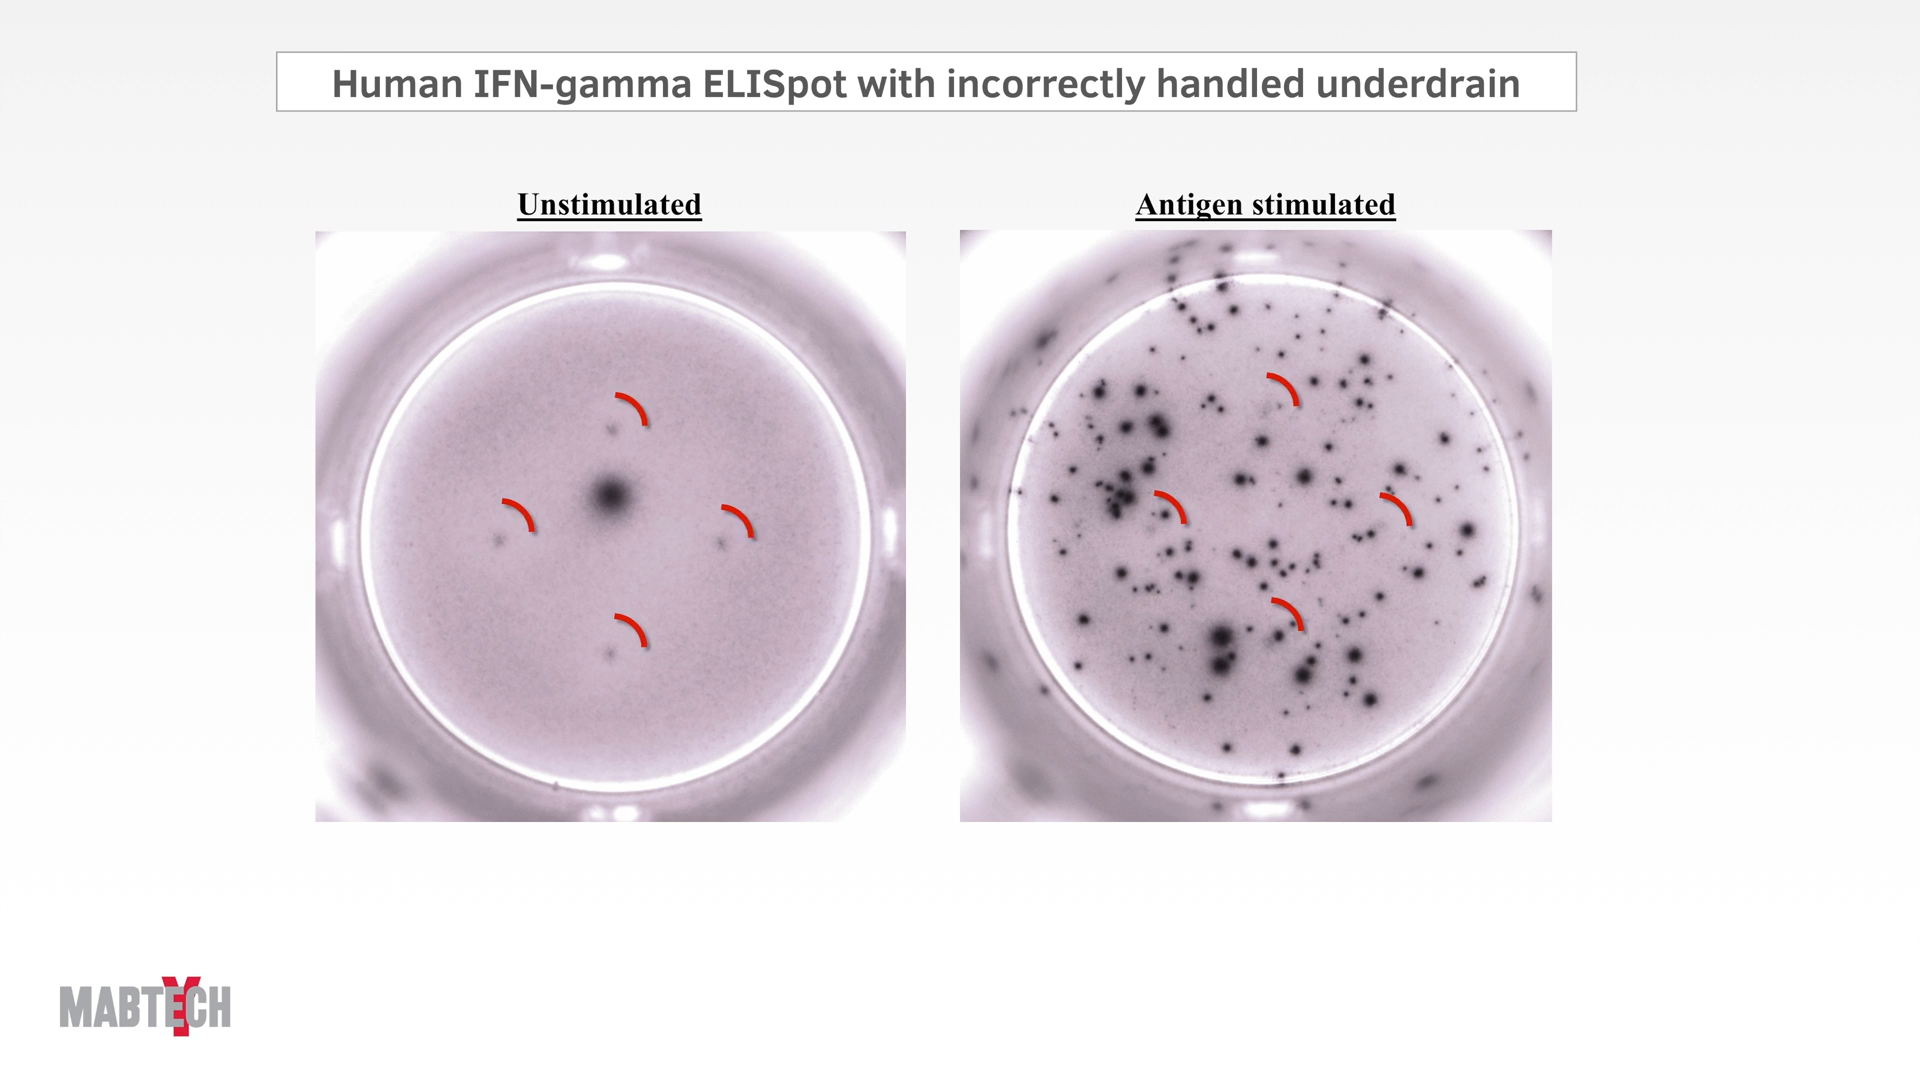 Human IFN-gamma ELISpot with incorrectly handled underdrain
Unstimulated
Antigen stimulated
MABTECH